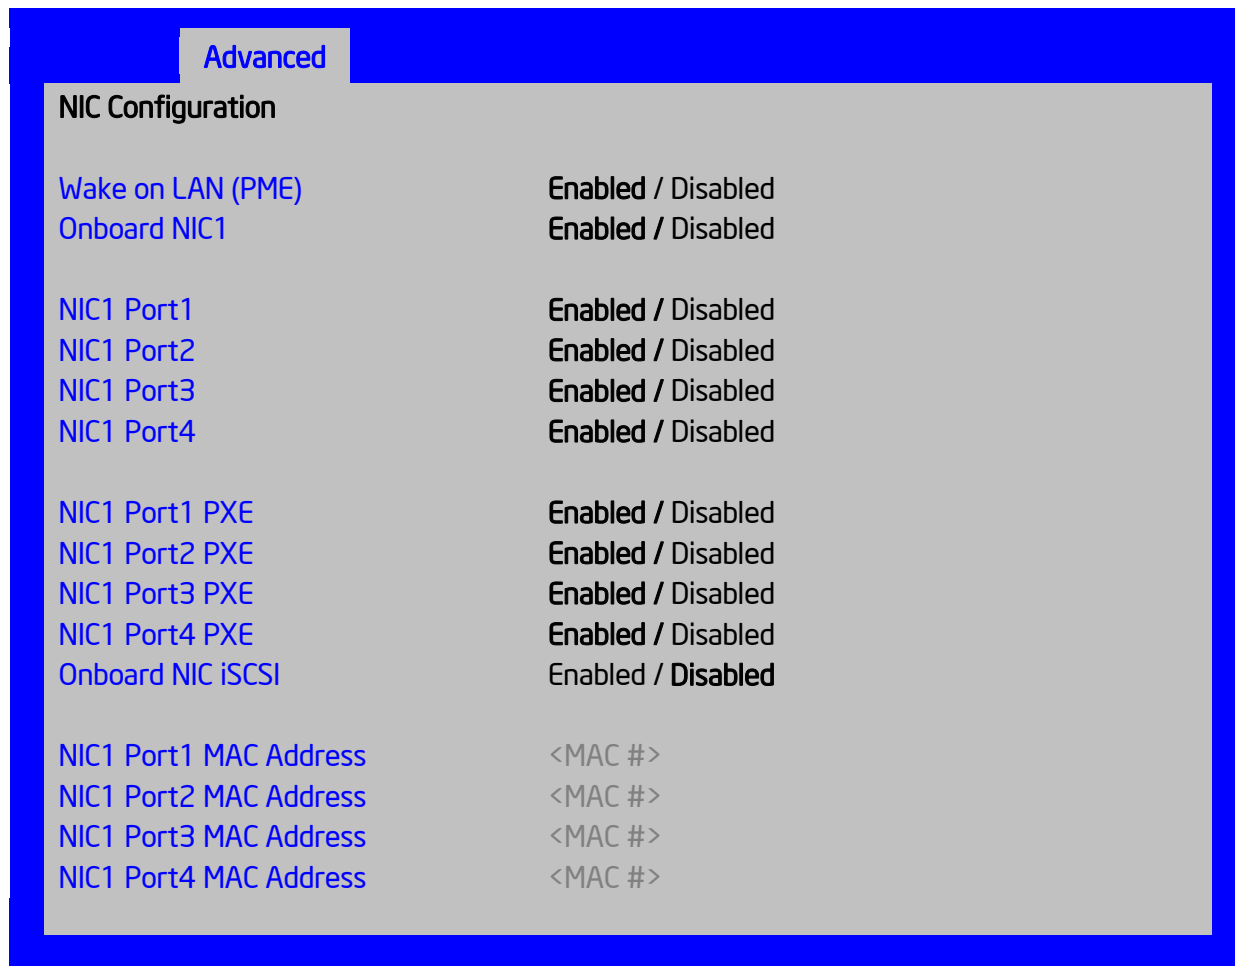 Advanced
NIC Configuration
Wake on LAN (PME) Enabled / Disabled
Onboard NIC1 Enabled / Disabled
NIC1 Port1 Enabled / Disabled
NIC1 Port2 Enabled / Disabled
NIC1 Port3 Enabled / Disabled
NIC1 Port4 Enabled / Disabled
NIC1 Port1 PXE Enabled / Disabled
NIC1 Port2 PXE Enabled / Disabled
NIC1 Port3 PXE Enabled / Disabled
NIC1 Port4 PXE Enabled / Disabled
Onboard NIC iSCSI Enabled / Disabled
NIC1 Port1 MAC Address <MAC #>
NIC1 Port2 MAC Address <MAC #>
NIC1 Port3 MAC Address <MAC #>
NIC1 Port4 MAC Address <MAC #>